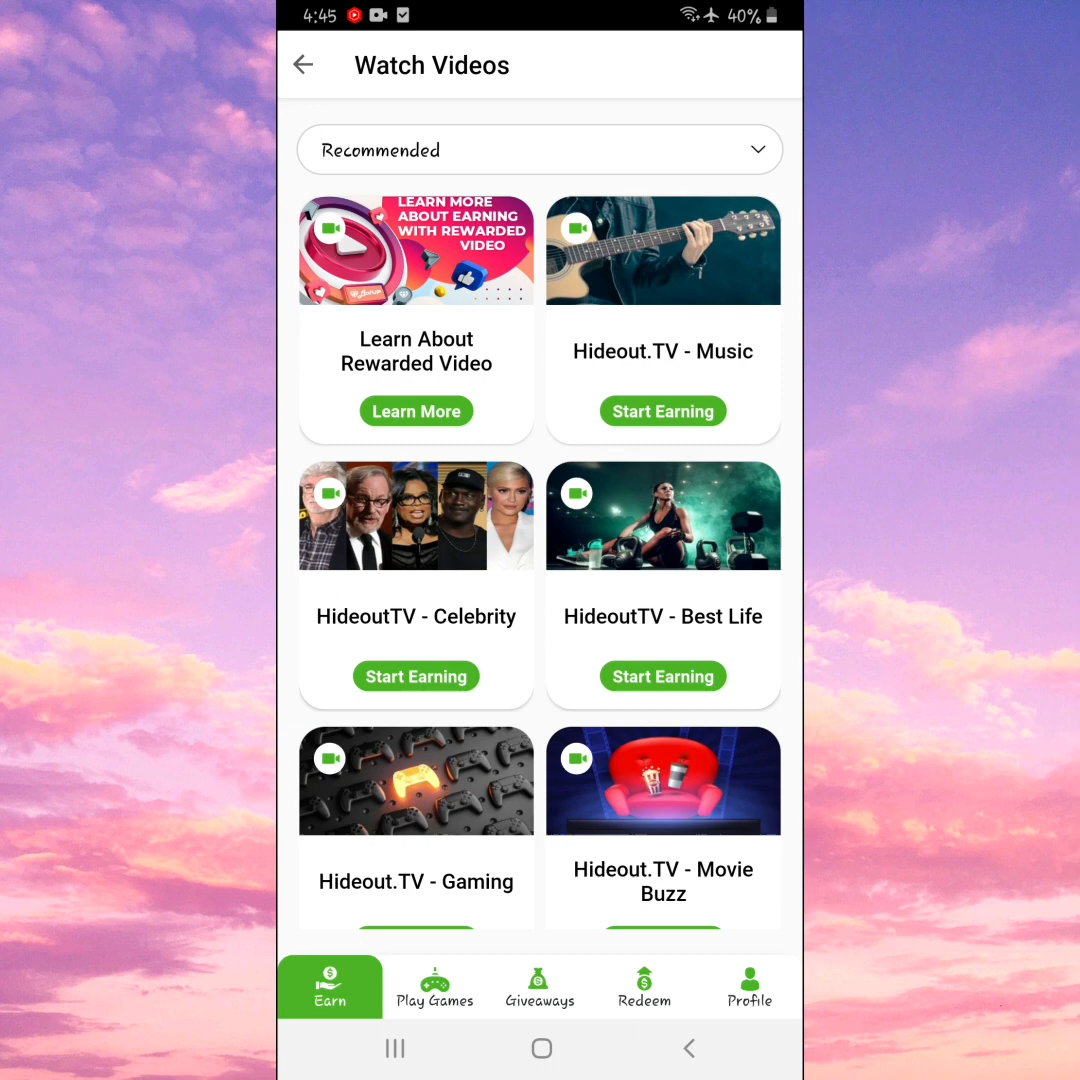 4:45
40%
Watch Videos
Recommended
LEARN MORE
ABOUT EARNING
WITH REWARDED
VIDEO
Learn About
Rewarded Video
Learn More
Hideout.TV - Music
Start Earning
HideoutTV - Celebrity
Start Earning
HideoutTV - Best Life
Start Earning
Hideout.TV - Gaming
Hideout.TV - Movie
Buzz
Earn
Play Games
Giveaways
Redeem
Profile